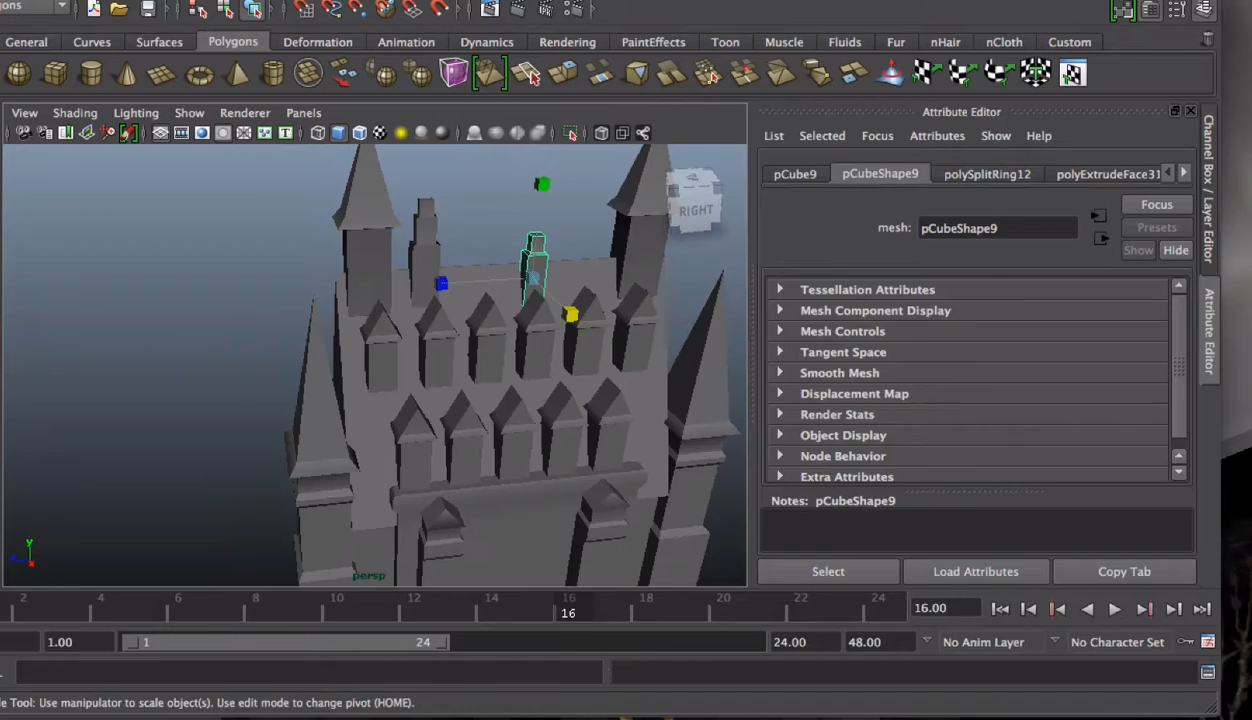 gons
General Curves Surfaces Polygons Deformation Animation Dynamics Rendering PaintEffects Toon Muscle Fluids Fur nHair nCloth Custom
View Shading Lighting Show Renderer Panels
Attribute Editor
List Selected Focus Attributes Show Help
pCube9 pCubeShape9 polySplitRing12 polyExtrudeFace31
RIGHT
mesh: pCubeShape9
Focus
Presets
Show Hide
Tessellation Attributes
Mesh Component Display
Mesh Controls
Tangent Space
Smooth Mesh
Displacement Map
Render Stats
Object Display
Node Behavior
Extra Attributes
Notes: pCubeShape9
Select Load Attributes Copy Tab
Channel Box / Layer Editor
Attribute Editor
y
z
x
persp
2 4 6 8 10 12 14 16 18 20 22 24
16
16.00
1.00 1 24 24.00 48.00 No Anim Layer No Character Set
le Tool: Use manipulator to scale object(s). Use edit mode to change pivot (HOME).